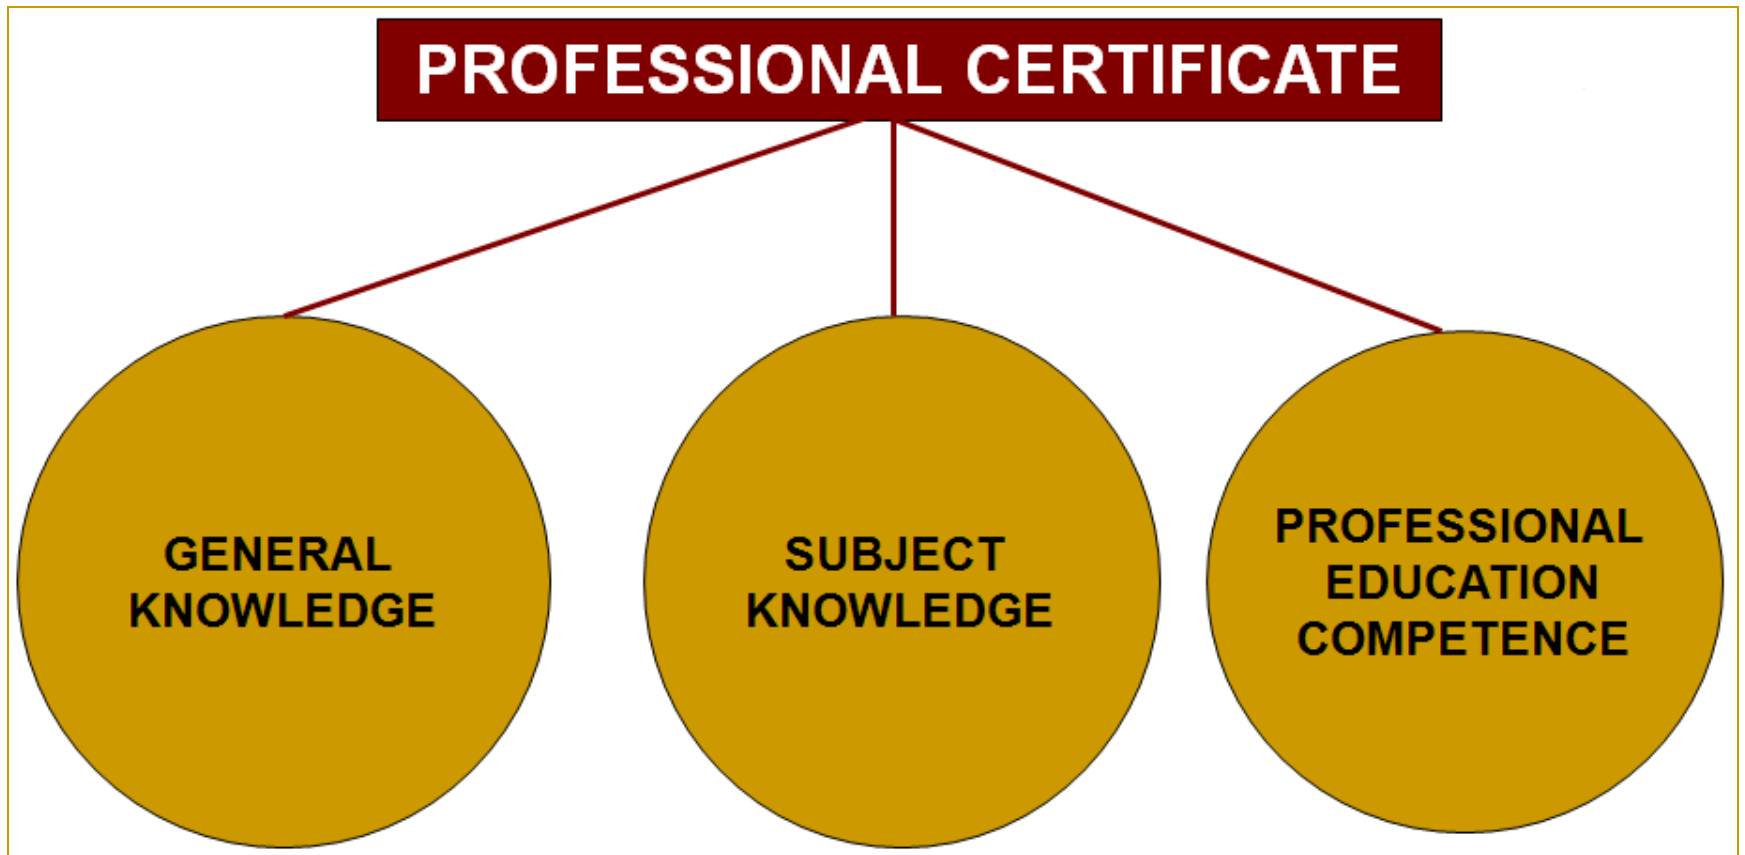 PROFESSIONAL CERTIFICATE
GENERAL
KNOWLEDGE
SUBJECT
KNOWLEDGE
PROFESSIONAL
EDUCATION
COMPETENCE